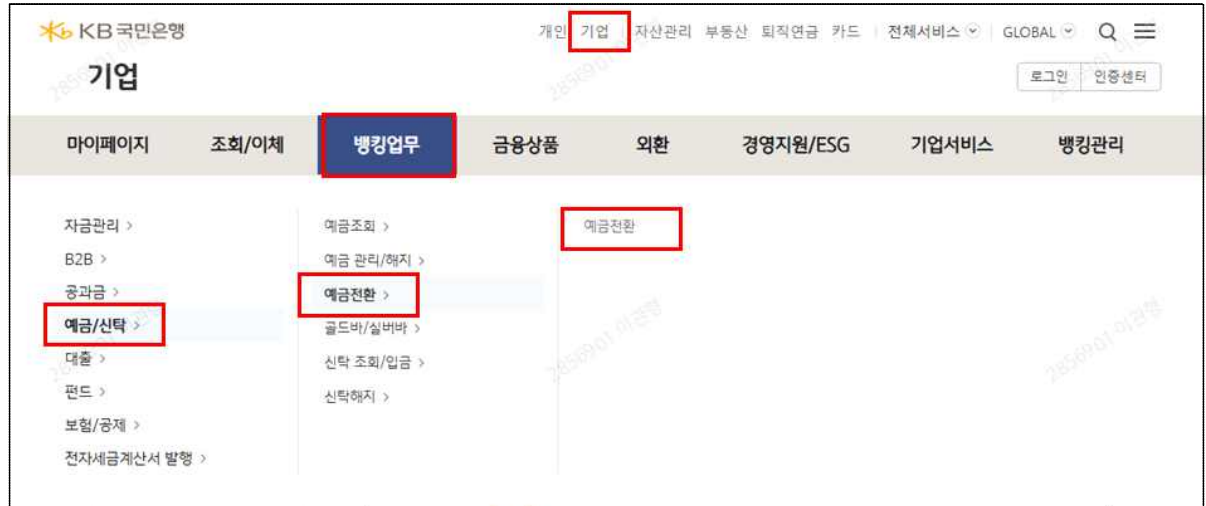 KB 국민은행
개인 기업 자산관리 부동산 퇴직연금 카드 전체서비스 GLOBAL
기업
로그인 인증센터
마이페이지 조회/이체 뱅킹업무 금융상품 외환 경영지원/ESG 기업서비스 뱅킹관리
자금관리 > 예금조회 > 예금전환
B2B > 예금 관리/해지 >
공과금 > 예금전환 >
예금/신탁 > 골드바/실버바 >
대출 > 신탁 조회/입금 >
펀드 > 신탁해지 >
보험/공제 >
전자세금계산서 발행 >